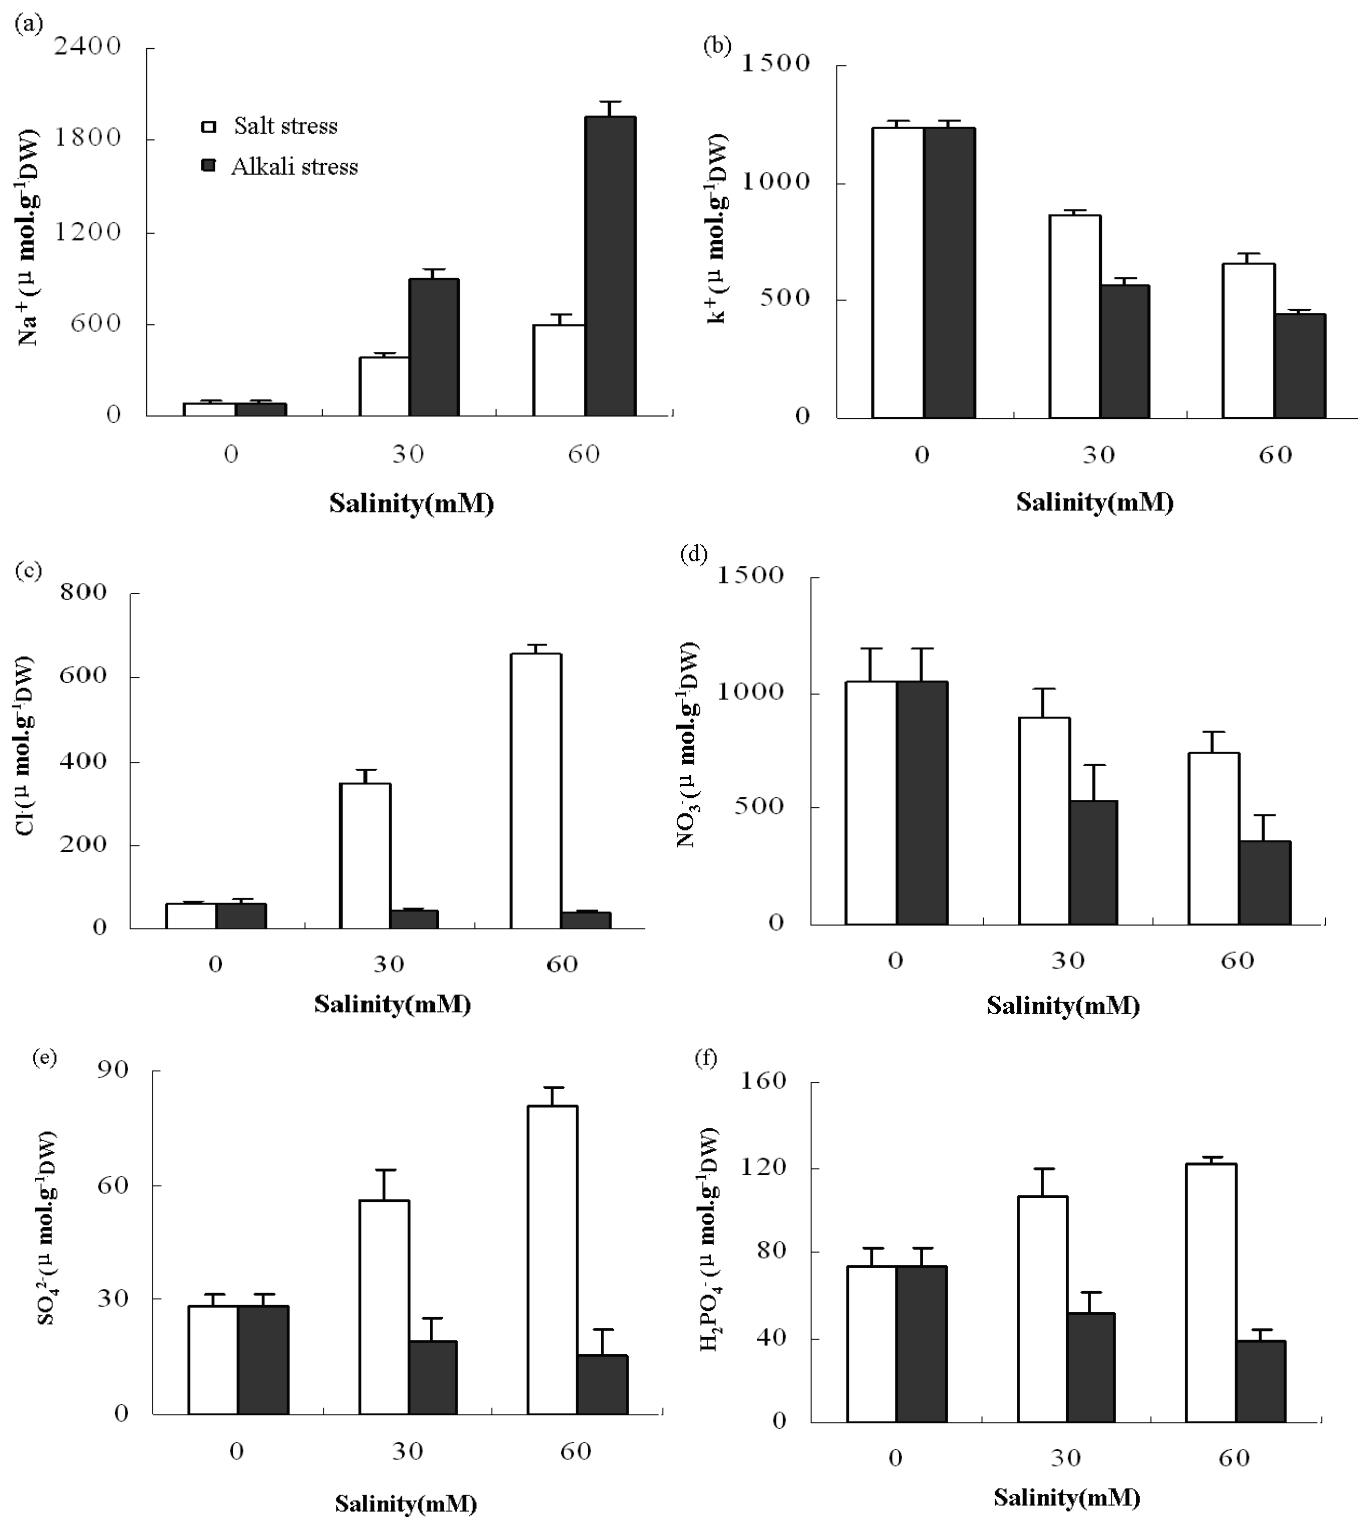 (a)
2400
1800
1200
600
0
Na⁺(μ mol.g⁻¹DW)
Salt stress
Alkali stress
0 30 60
Salinity(mM)
(b)
1500
1000
500
0
k⁺(μ mol.g⁻¹DW)
0 30 60
Salinity(mM)
(c)
800
600
400
200
0
Cl⁻(μ mol.g⁻¹DW)
0 30 60
Salinity(mM)
(d)
1500
1000
500
0
NO₃⁻(μ mol.g⁻¹DW)
0 30 60
Salinity(mM)
(e)
90
60
30
0
SO₄²⁻(μ mol.g⁻¹DW)
0 30 60
Salinity(mM)
(f)
160
120
80
40
0
H₂PO₄⁻(μ mol.g⁻¹DW)
0 30 60
Salinity(mM)